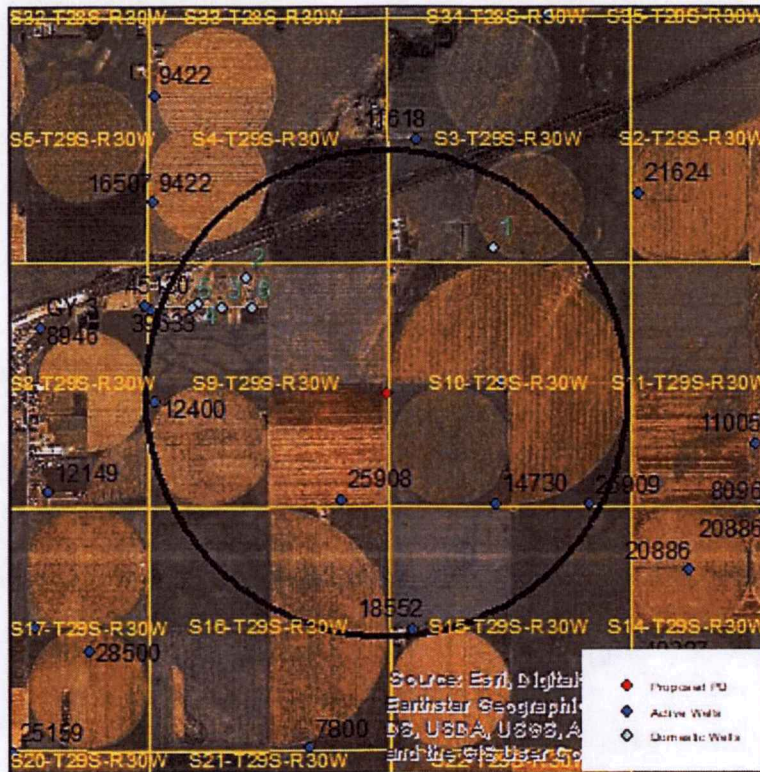 S32-T28S-R30W
S33-T28S-R30W
S34-T28S-R30W
S35-T28S-R30W
9422
11618
S5-T29S-R30W
S4-T29S-R30W
S3-T29S-R30W
S2-T29S-R30W
16507
9422
21624
1
2
3
4
5
6
8946
S8-T29S-R30W
S9-T29S-R30W
S10-T29S-R30W
S11-T29S-R30W
12400
11005
12149
25908
14730
25909
8096
20886
20886
18552
S17-T29S-R30W
S16-T29S-R30W
S15-T29S-R30W
S14-T29S-R30W
28500
Source: Esri, Digital
Earthstar Geographi
DS, USDA, USGS, A
and the GIS User Co
Proposed PD
Active Wells
Domestic Wells
25159
7800
S20-T29S-R30W
S21-T29S-R30W